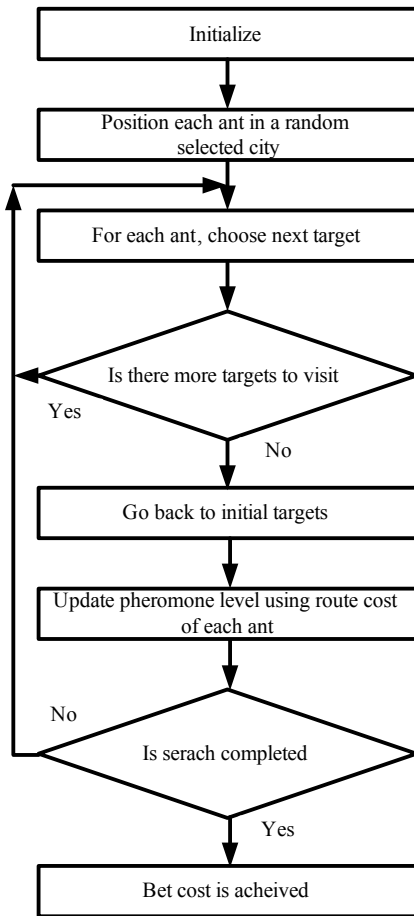 Initialize
Position each ant in a random
selected city
For each ant, choose next target
Is there more targets to visit
Yes
No
Go back to initial targets
Update pheromone level using route cost
of each ant
No
Is serach completed
Yes
Bet cost is acheived